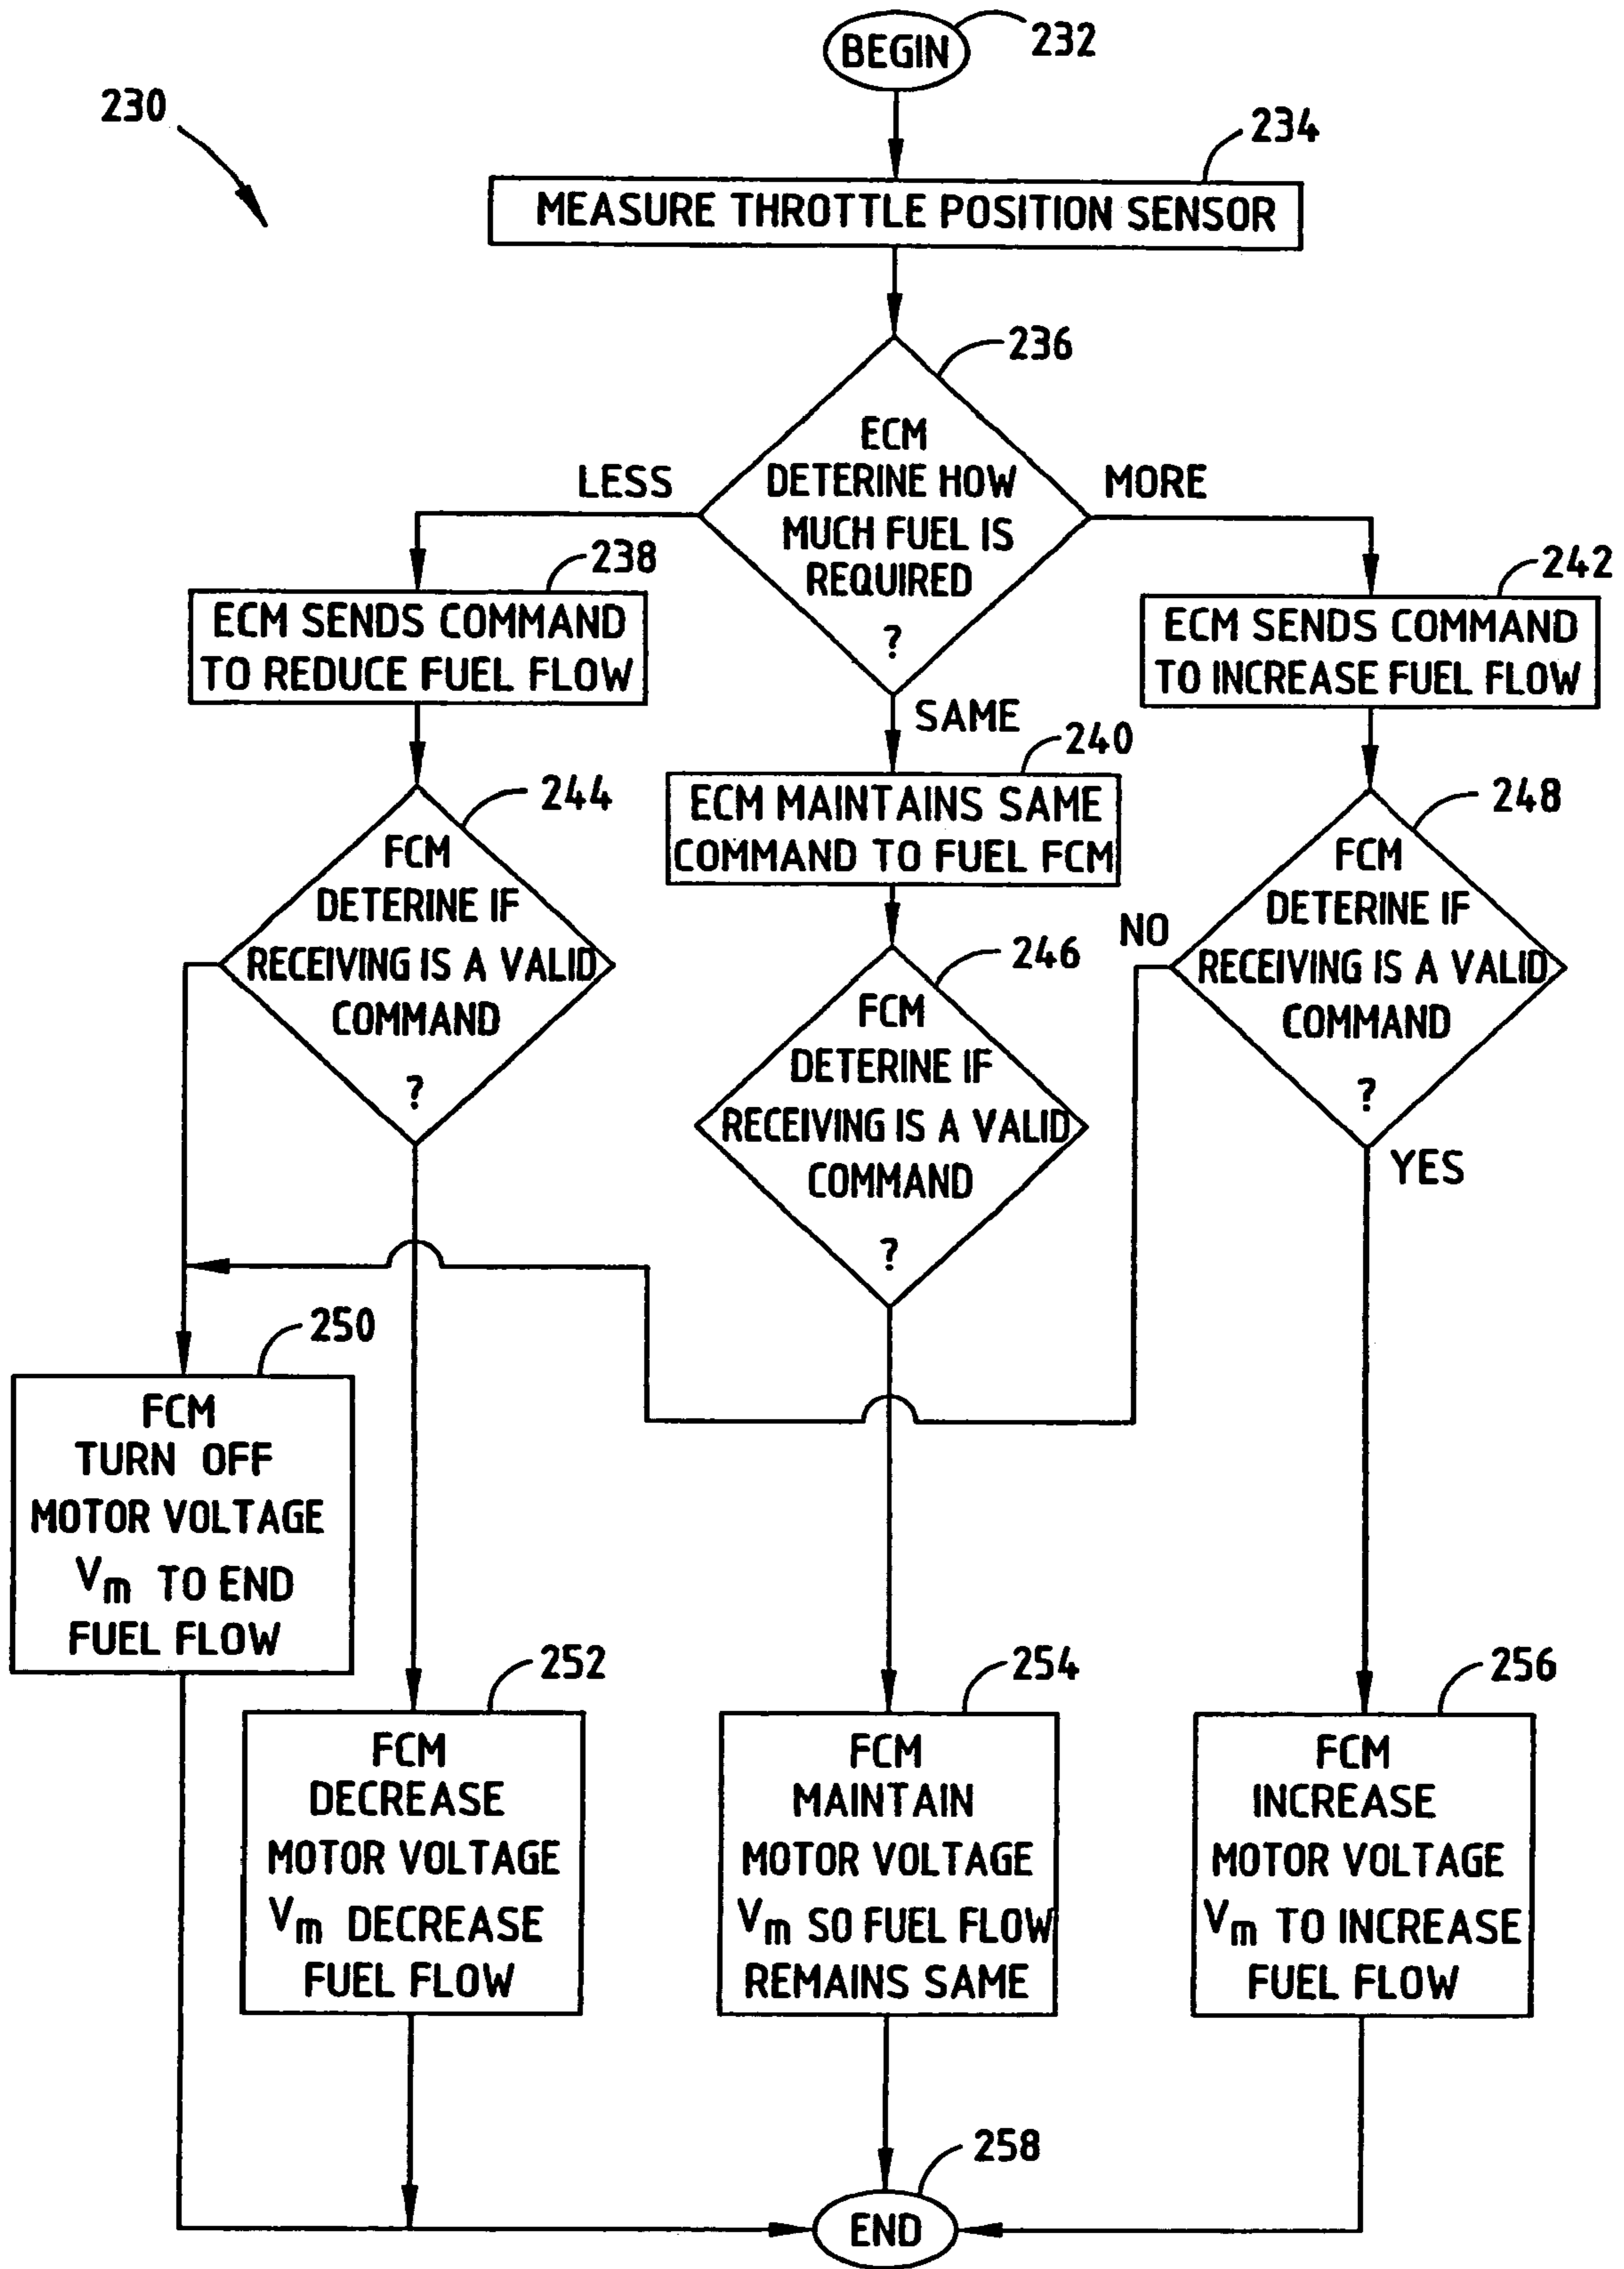 BEGIN
232
230
234
MEASURE THROTTLE POSITION SENSOR
236
ECM
DETERINE HOW
MUCH FUEL IS
REQUIRED
?
LESS
MORE
SAME
238
ECM SENDS COMMAND
TO REDUCE FUEL FLOW
242
ECM SENDS COMMAND
TO INCREASE FUEL FLOW
240
ECM MAINTAINS SAME
COMMAND TO FUEL FCM
244
FCM
DETERINE IF
RECEIVING IS A VALID
COMMAND
?
246
FCM
DETERINE IF
RECEIVING IS A VALID
COMMAND
?
248
FCM
DETERINE IF
RECEIVING IS A VALID
COMMAND
?
NO
YES
250
FCM
TURN OFF
MOTOR VOLTAGE
Vm TO END
FUEL FLOW
252
FCM
DECREASE
MOTOR VOLTAGE
Vm DECREASE
FUEL FLOW
254
FCM
MAINTAIN
MOTOR VOLTAGE
Vm SO FUEL FLOW
REMAINS SAME
256
FCM
INCREASE
MOTOR VOLTAGE
Vm TO INCREASE
FUEL FLOW
258
END